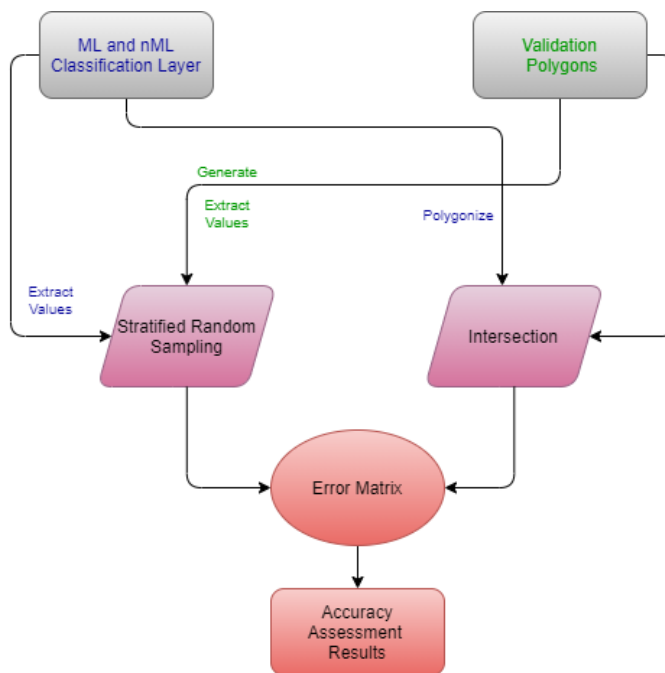 ML and nML
Classification Layer
Validation
Polygons
Generate
Extract
Values
Polygonize
Extract
Values
Stratified Random
Sampling
Intersection
Error Matrix
Accuracy
Assessment
Results